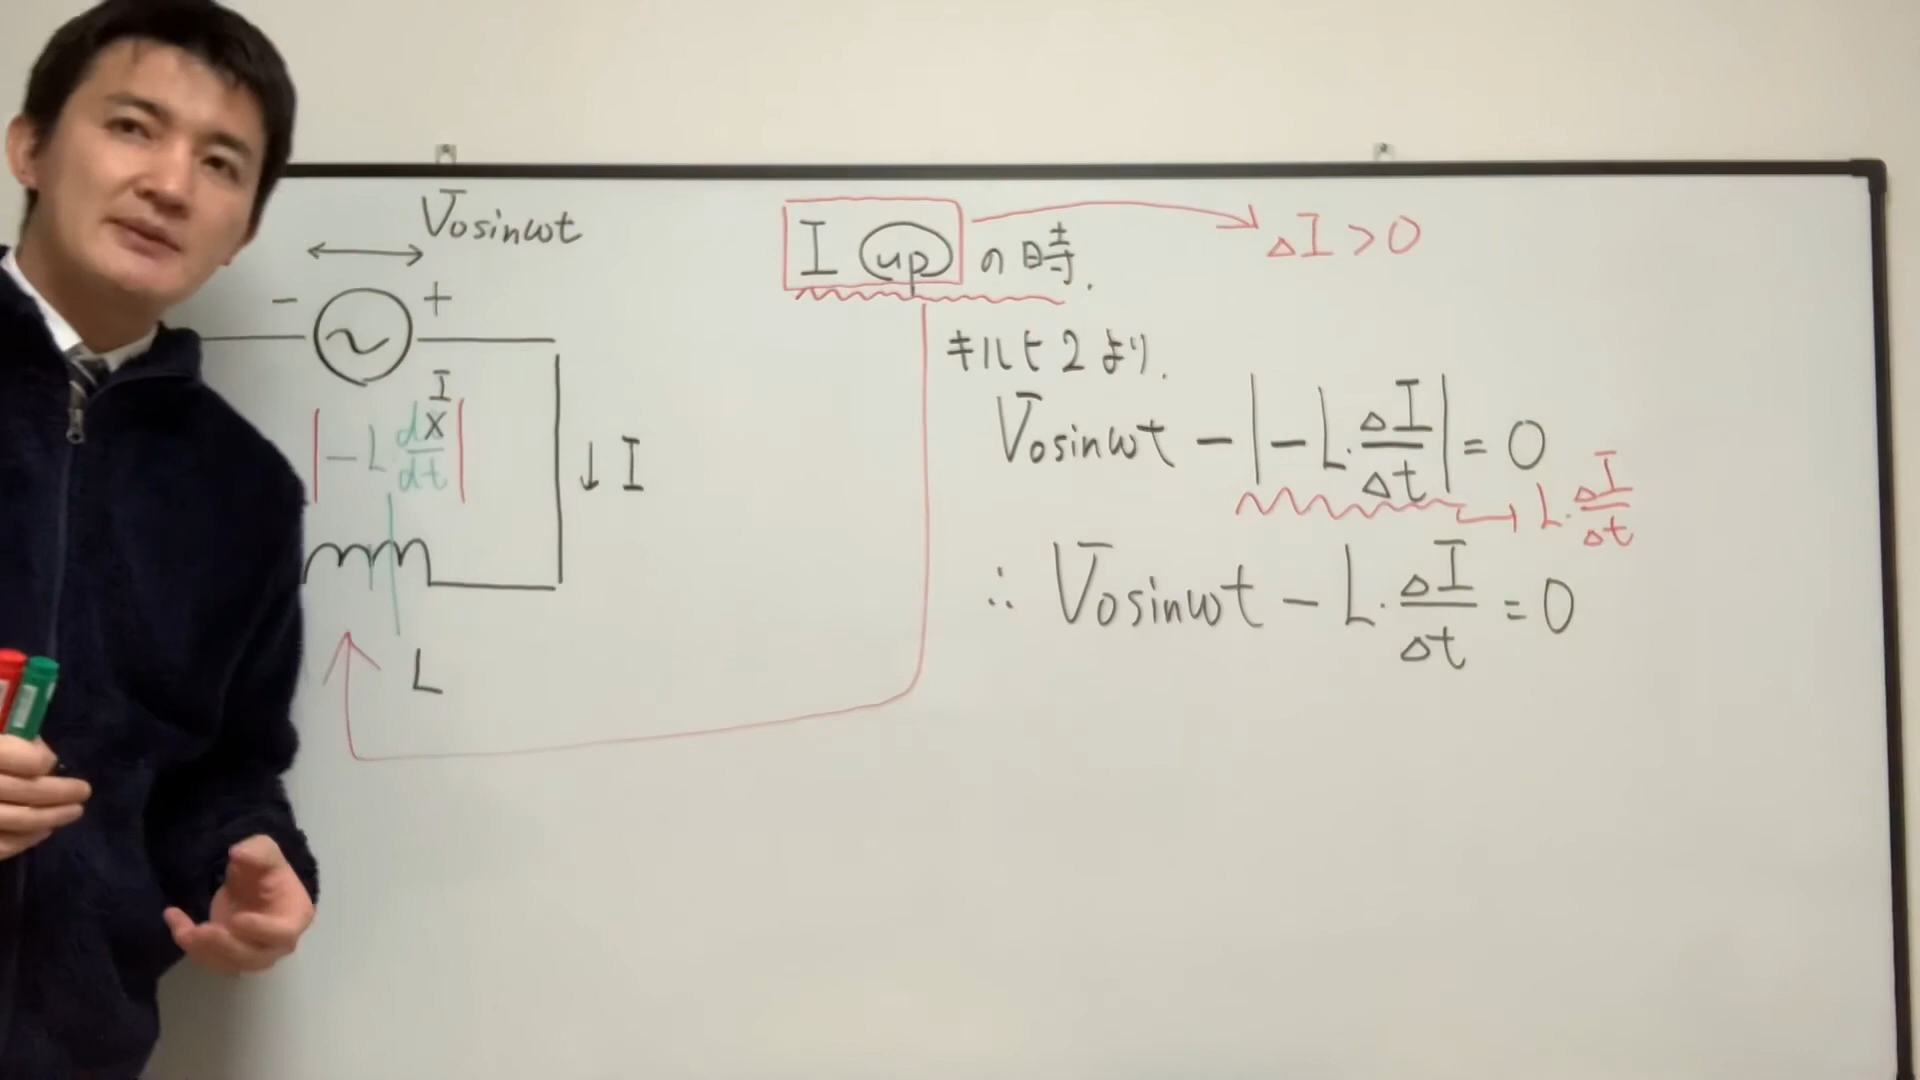 V₀sinωt
− +
I
|−L dx/dt|
↓ I
L
I up の時.
ΔI > 0
キルヒ2より.
V₀sinωt − |−L·ΔI/Δt| = 0
L·ΔI/Δt
∴ V₀sinωt − L·ΔI/Δt = 0